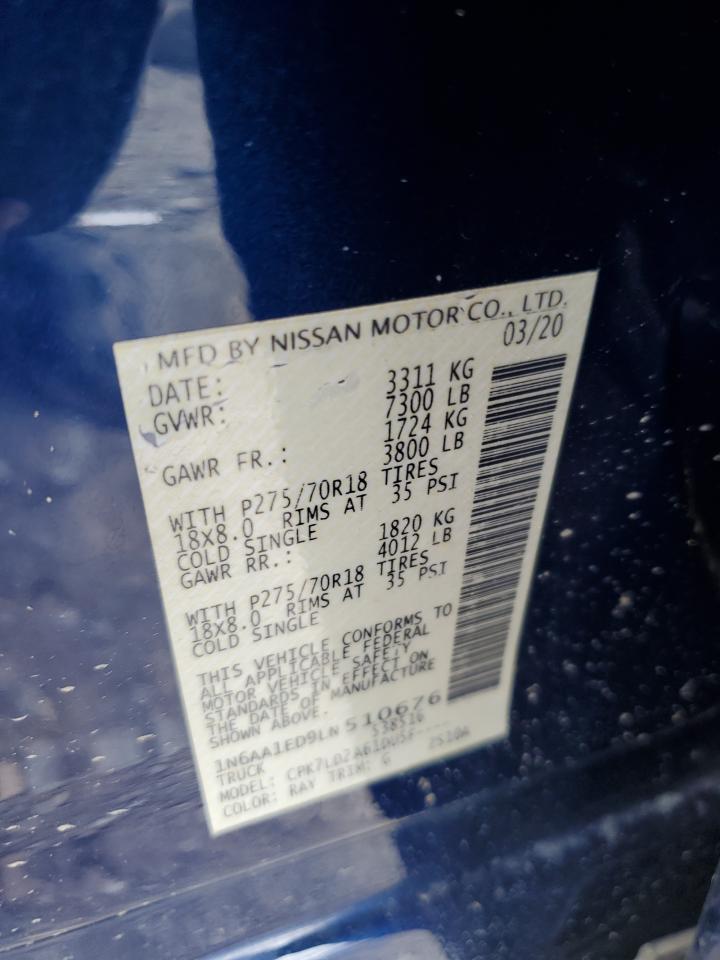 MFD BY NISSAN MOTOR CO., LTD.
DATE: 03/20
GVWR: 3311 KG
7300 LB
GAWR FR.: 1724 KG
3800 LB
WITH P275/70R18 TIRES
18X8.0 RIMS AT 35 PSI
COLD SINGLE
GAWR RR.: 1820 KG
4012 LB
WITH P275/70R18 TIRES
18X8.0 RIMS AT 35 PSI
COLD SINGLE
THIS VEHICLE CONFORMS TO
ALL APPLICABLE FEDERAL
MOTOR VEHICLE SAFETY
STANDARDS IN EFFECT ON
THE DATE OF MANUFACTURE
SHOWN ABOVE.
1N6AA1ED9LN510676
TRUCK 538516
MODEL:
COLOR: RAY TRIM: G 2510A